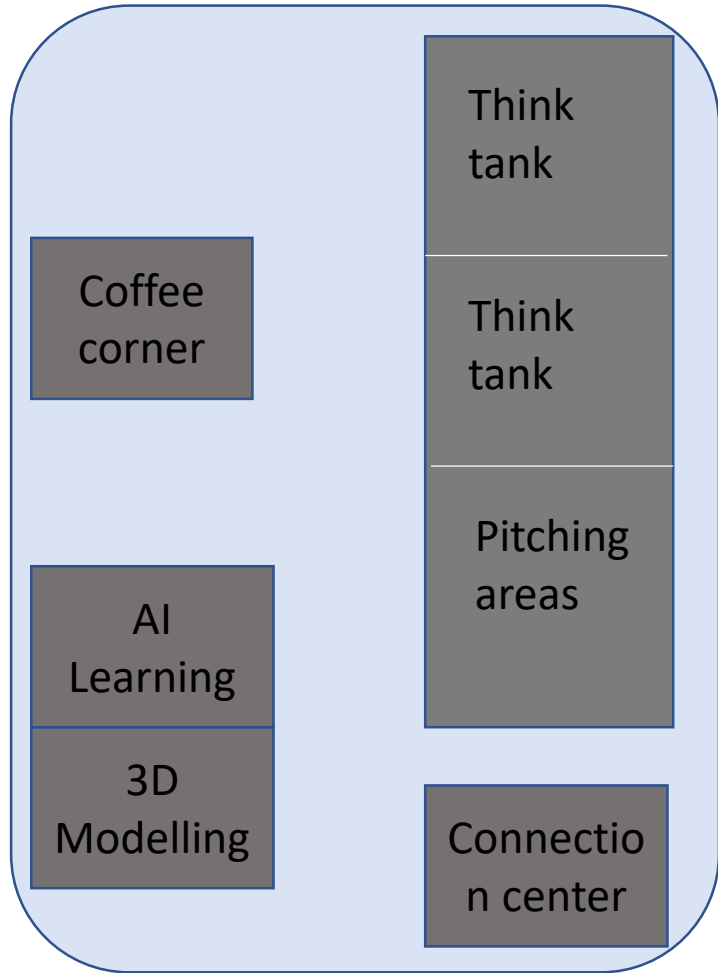 Think
tank
Coffee
corner
Think
tank
Pitching
areas
AI
Learning
3D
Modelling
Connectio
n center